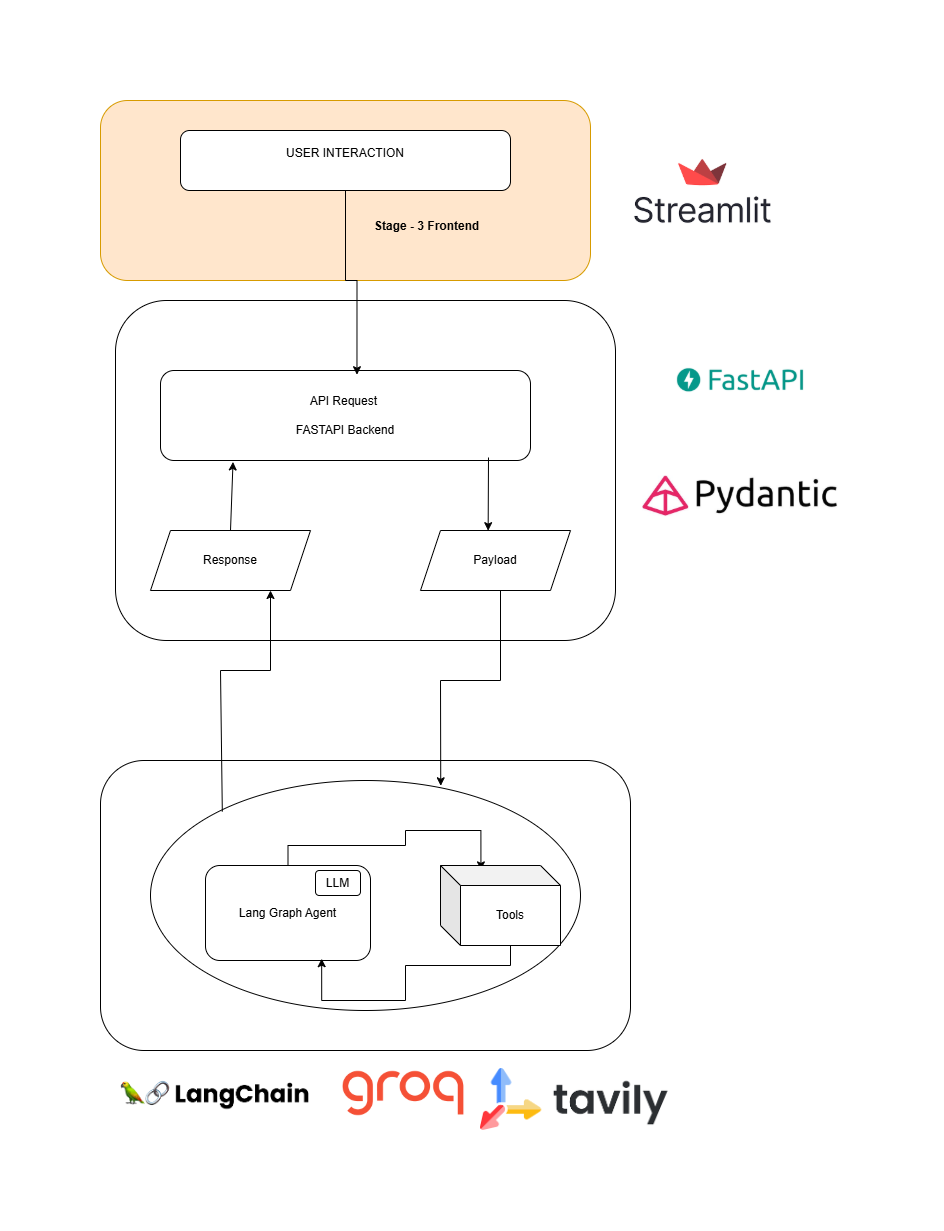 USER INTERACTION
Stage - 3 Frontend
Streamlit
API Request
FASTAPI Backend
FastAPI
Pydantic
Response
Payload
LLM
Lang Graph Agent
Tools
LangChain
groq
tavily